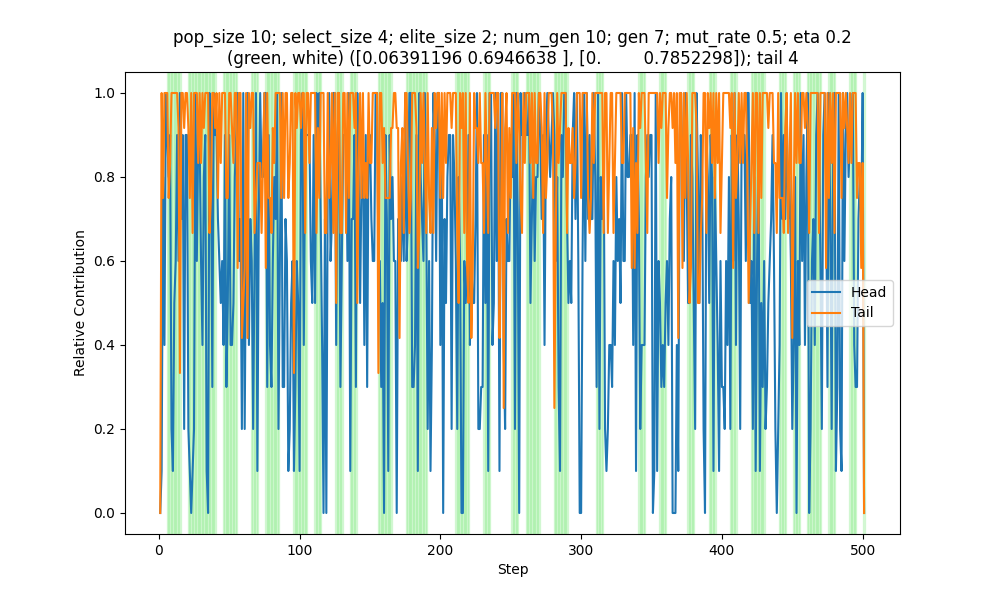 pop_size 10; select_size 4; elite_size 2; num_gen 10; gen 7; mut_rate 0.5; eta 0.2
(green, white) ([0.06391196 0.6946638 ], [0. 0.7852298]); tail 4
1.0
0.8
0.6
0.4
0.2
0.0
Relative Contribution
Head
Tail
0 100 200 300 400 500
Step